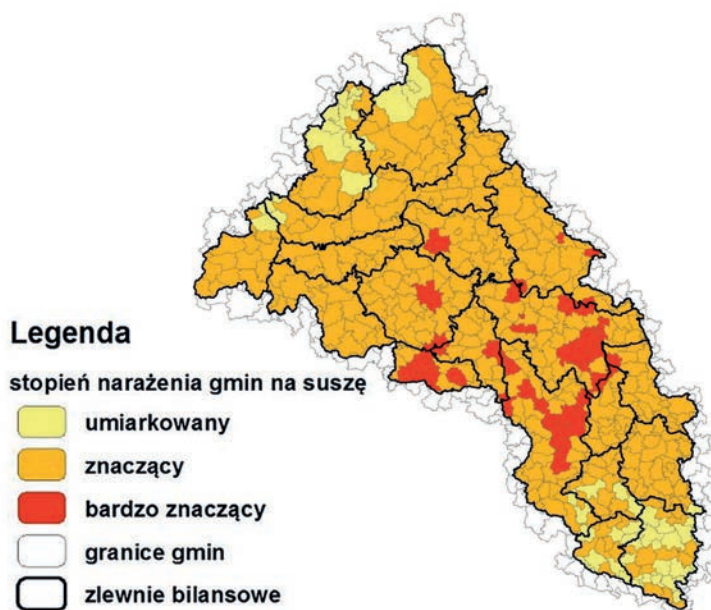 Legenda
stopień narażenia gmin na suszę
umiarkowany
znaczący
bardzo znaczący
granice gmin
zlewnie bilansowe